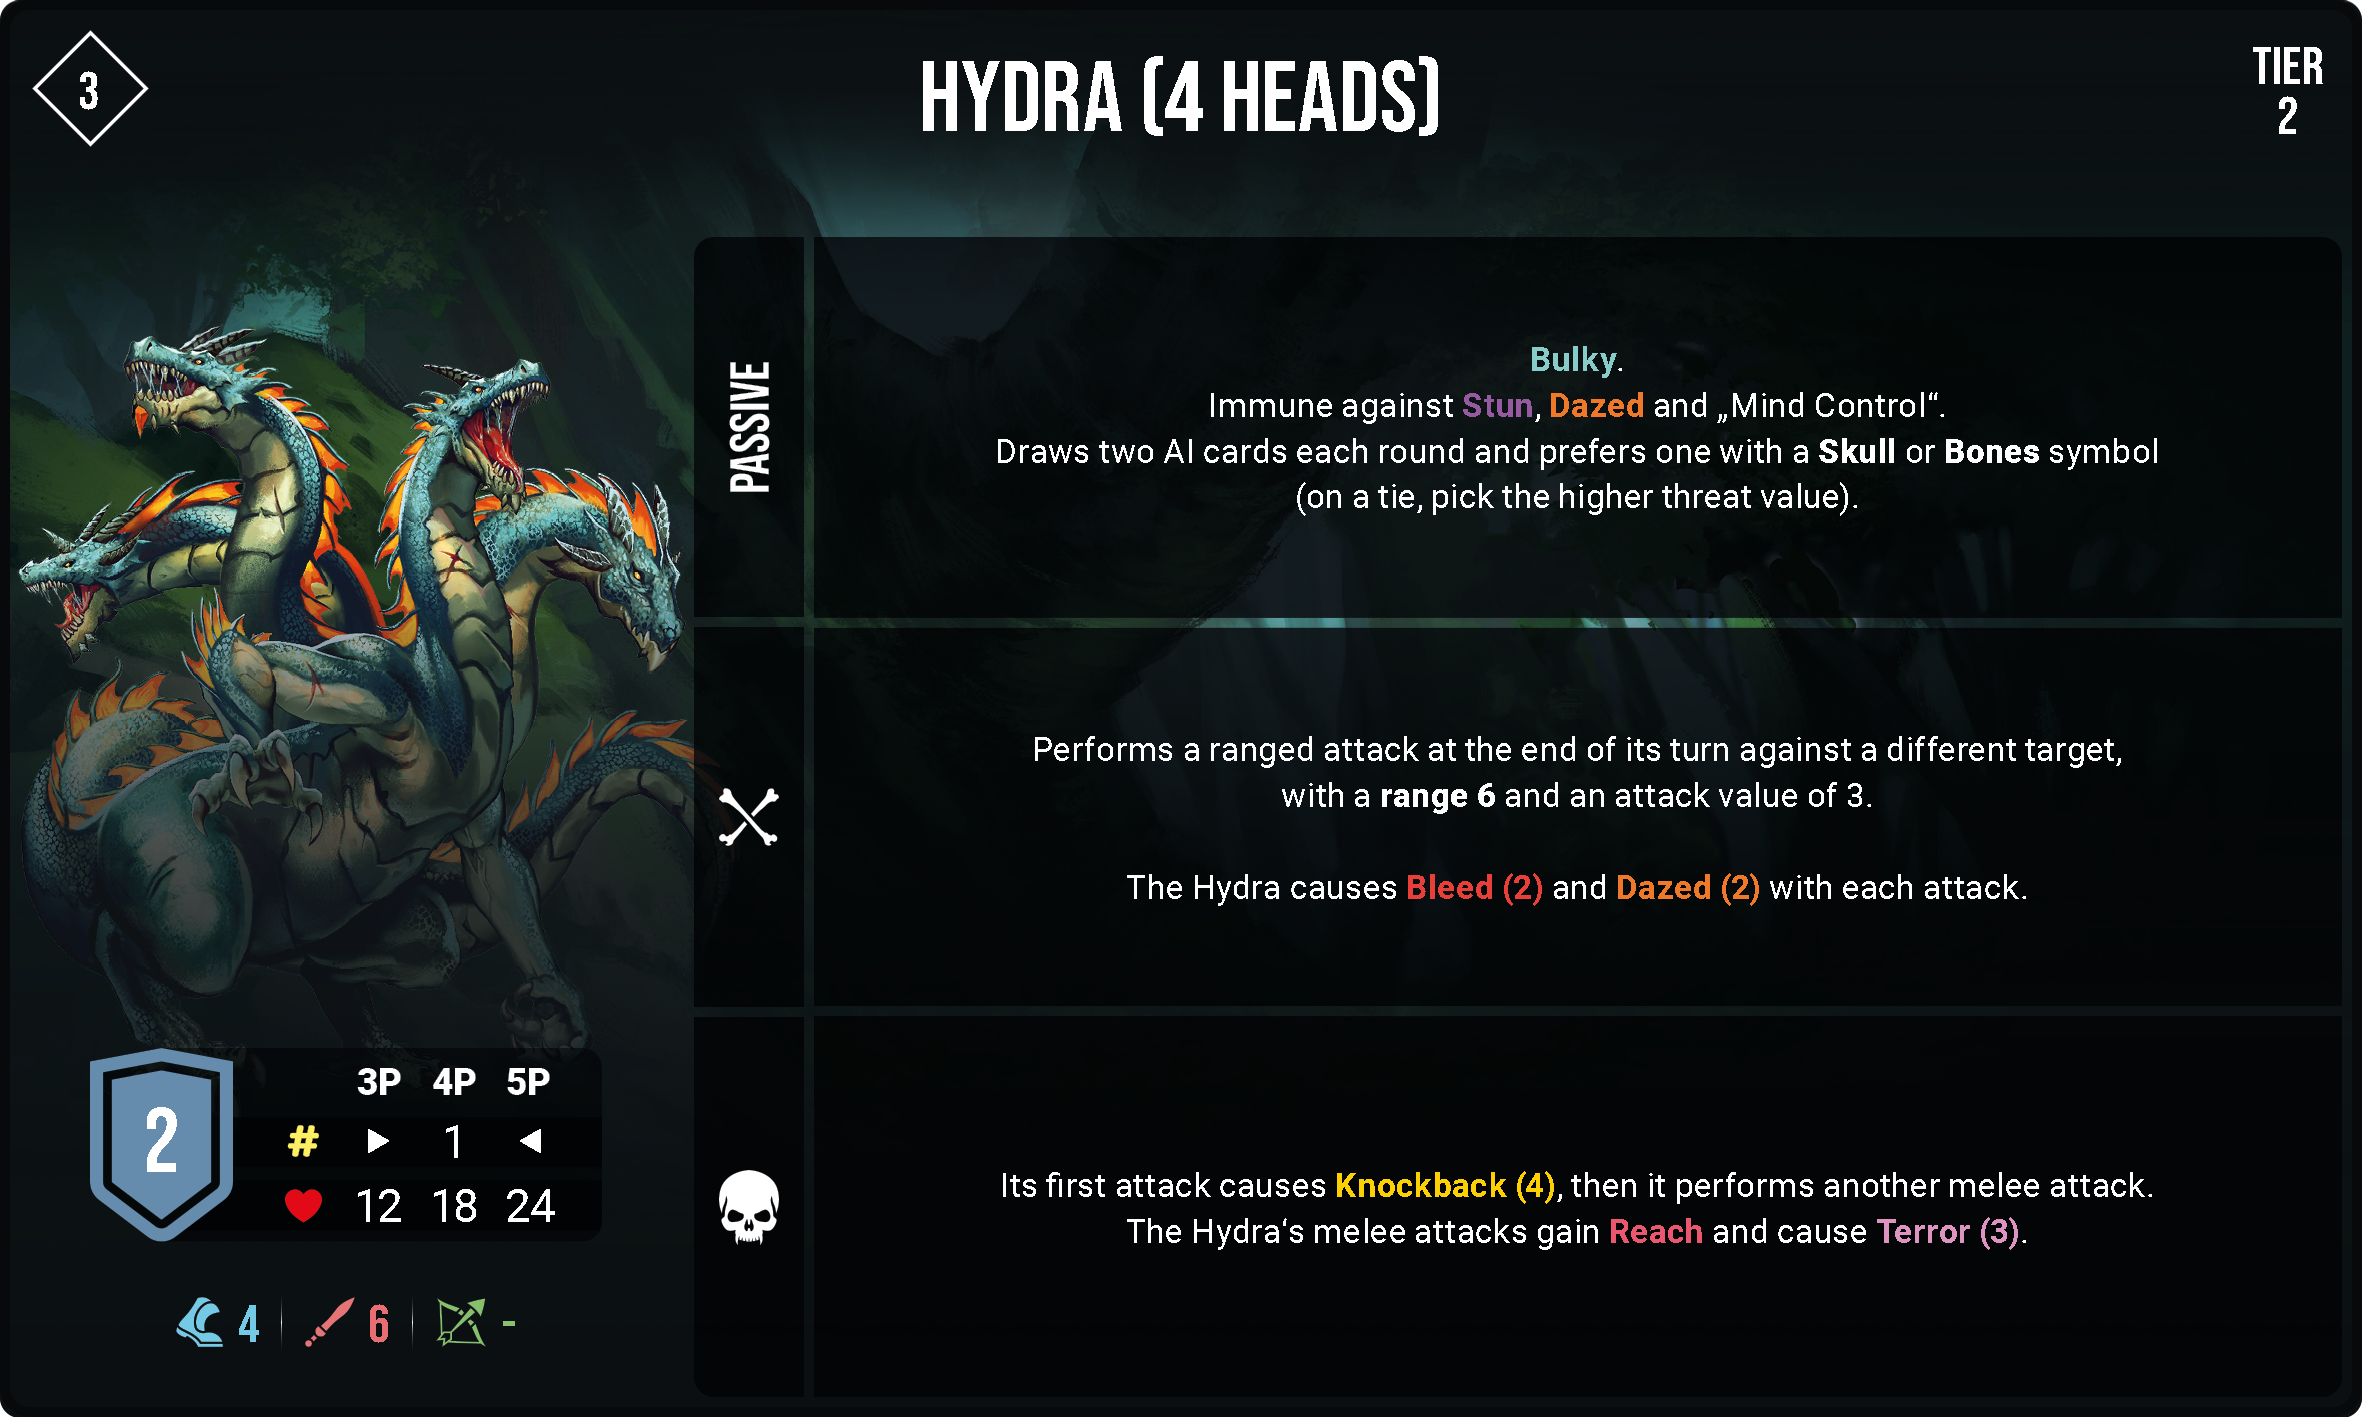 3
HYDRA (4 HEADS)
TIER
2
PASSIVE
Bulky.
Immune against Stun, Dazed and „Mind Control“.
Draws two AI cards each round and prefers one with a Skull or Bones symbol
(on a tie, pick the higher threat value).
Performs a ranged attack at the end of its turn against a different target,
with a range 6 and an attack value of 3.
The Hydra causes Bleed (2) and Dazed (2) with each attack.
Its first attack causes Knockback (4), then it performs another melee attack.
The Hydra‘s melee attacks gain Reach and cause Terror (3).
2
3P 4P 5P
# ▶ 1 ◀
12 18 24
4 6 -